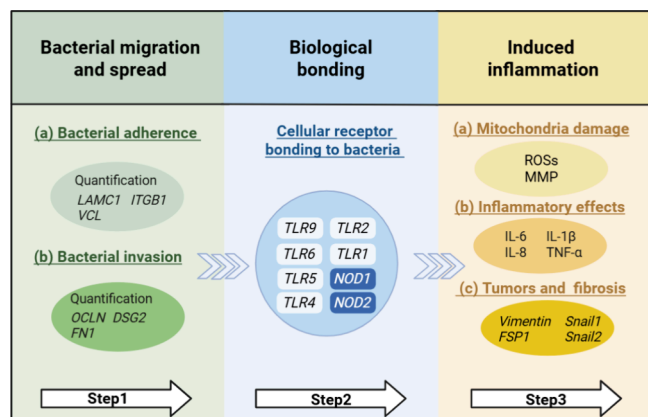 Bacterial migration
and spread
(a) Bacterial adherence
Quantification
LAMC1 ITGB1
VCL
(b) Bacterial invasion
Quantification
OCLN DSG2
FN1
Step1
Biological
bonding
Cellular receptor
bonding to bacteria
TLR9 TLR2
TLR6 TLR1
TLR5 NOD1
TLR4 NOD2
Step2
Induced
inflammation
(a) Mitochondria damage
ROSs
MMP
(b) Inflammatory effects
IL-6 IL-1β
IL-8 TNF-α
(c) Tumors and fibrosis
Vimentin Snail1
FSP1 Snail2
Step3